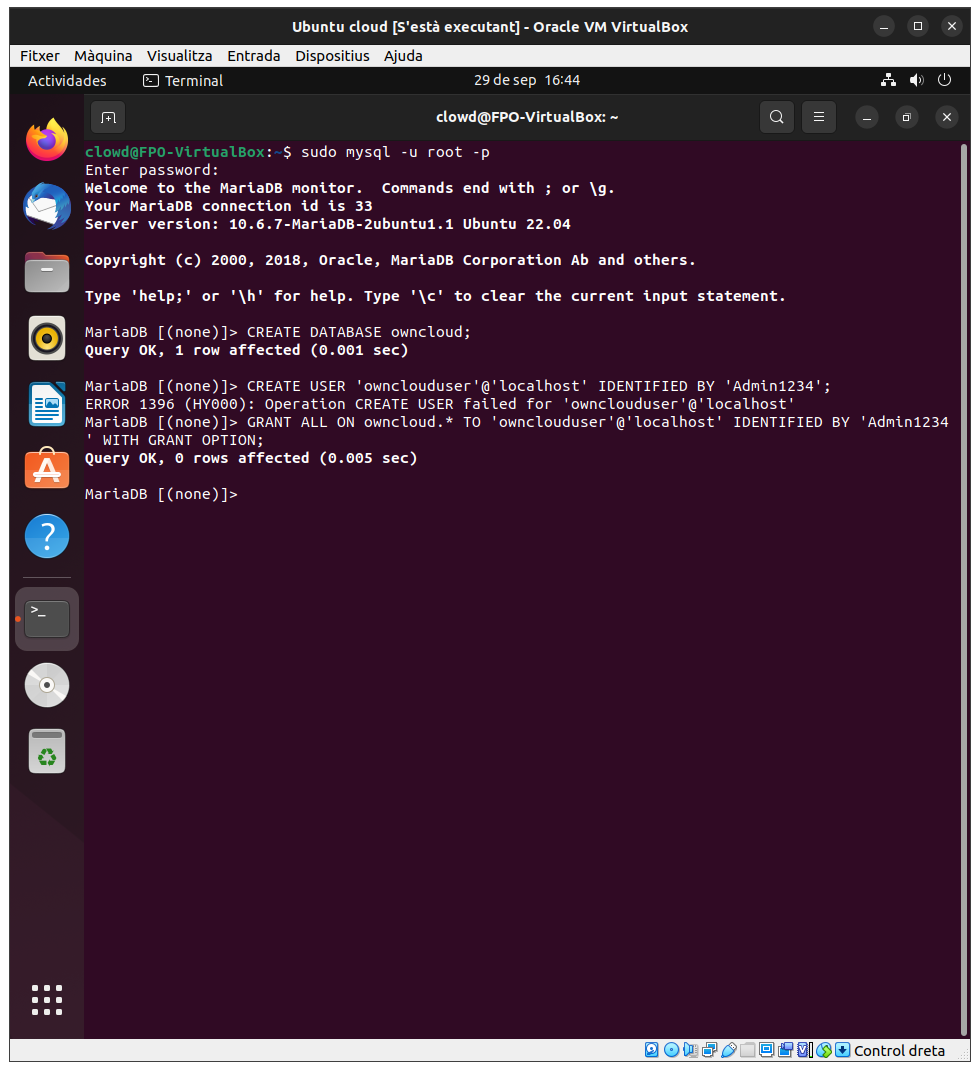 Ubuntu cloud [S'està executant] - Oracle VM VirtualBox
Fitxer Màquina Visualitza Entrada Dispositius Ajuda
Actividades Terminal 29 de sep 16:44
clowd@FPO-VirtualBox: ~
clowd@FPO-VirtualBox:~$ sudo mysql -u root -p
Enter password:
Welcome to the MariaDB monitor.  Commands end with ; or \g.
Your MariaDB connection id is 33
Server version: 10.6.7-MariaDB-2ubuntu1.1 Ubuntu 22.04
Copyright (c) 2000, 2018, Oracle, MariaDB Corporation Ab and others.
Type 'help;' or '\h' for help. Type '\c' to clear the current input statement.
MariaDB [(none)]> CREATE DATABASE owncloud;
Query OK, 1 row affected (0.001 sec)
MariaDB [(none)]> CREATE USER 'ownclouduser'@'localhost' IDENTIFIED BY 'Admin1234';
ERROR 1396 (HY000): Operation CREATE USER failed for 'ownclouduser'@'localhost'
MariaDB [(none)]> GRANT ALL ON owncloud.* TO 'ownclouduser'@'localhost' IDENTIFIED BY 'Admin1234
' WITH GRANT OPTION;
Query OK, 0 rows affected (0.005 sec)
MariaDB [(none)]>
Control dreta